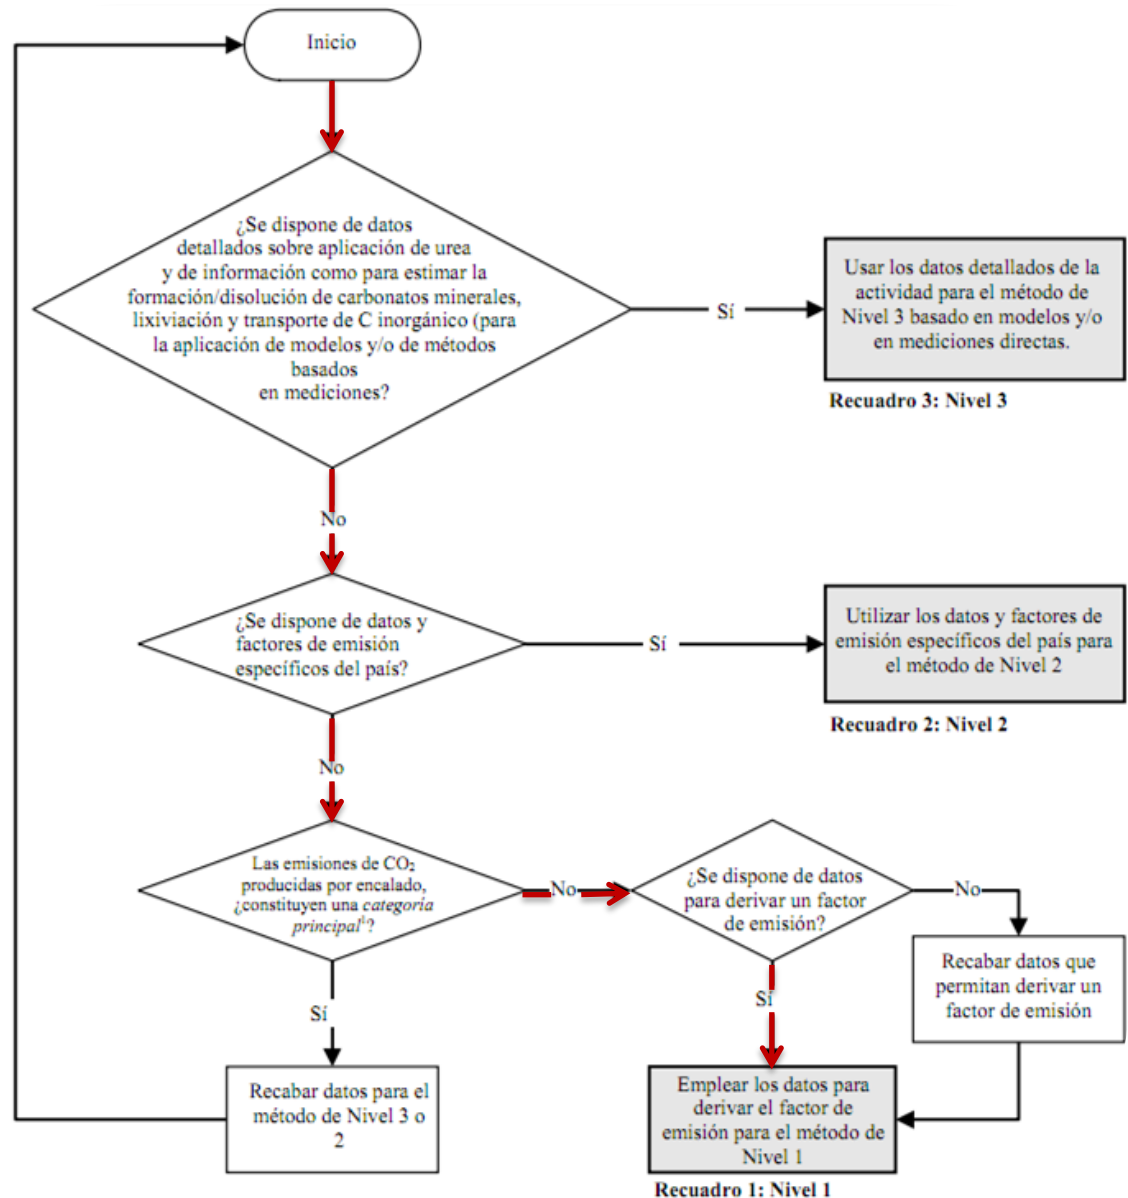 Inicio
¿Se dispone de datos
detallados sobre aplicación de urea
y de información como para estimar la
formación/disolución de carbonatos minerales,
lixiviación y transporte de C inorgánico (para
la aplicación de modelos y/o de métodos
basados
en mediciones?
Sí
Usar los datos detallados de la
actividad para el método de
Nivel 3 basado en modelos y/o
en mediciones directas.
Recuadro 3: Nivel 3
No
¿Se dispone de datos y
factores de emisión
específicos del país?
Sí
Utilizar los datos y factores de
emisión específicos del país para
el método de Nivel 2
Recuadro 2: Nivel 2
No
Las emisiones de CO₂
producidas por encalado,
¿constituyen una categoría
principal¹?
No
¿Se dispone de datos
para derivar un factor
de emisión?
No
Recabar datos que
permitan derivar un
factor de emisión
Sí
Sí
Recabar datos para el
método de Nivel 3 o
2
Emplear los datos para
derivar el factor de
emisión para el método de
Nivel 1
Recuadro 1: Nivel 1